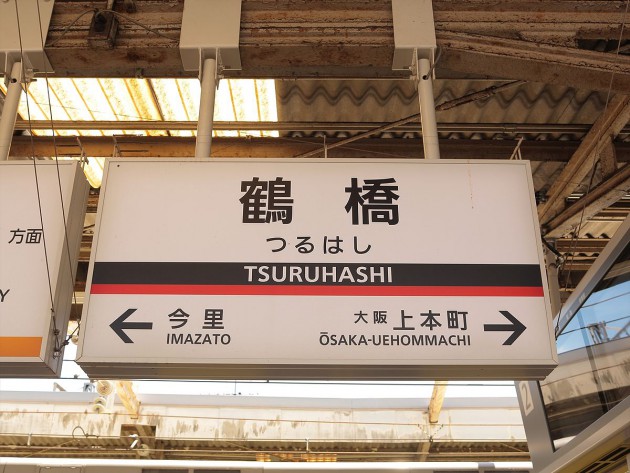 方面
Y
鶴橋
つるはし
TSURUHASHI
今里
IMAZATO
大阪上本町
ŌSAKA-UEHOMMACHI
2